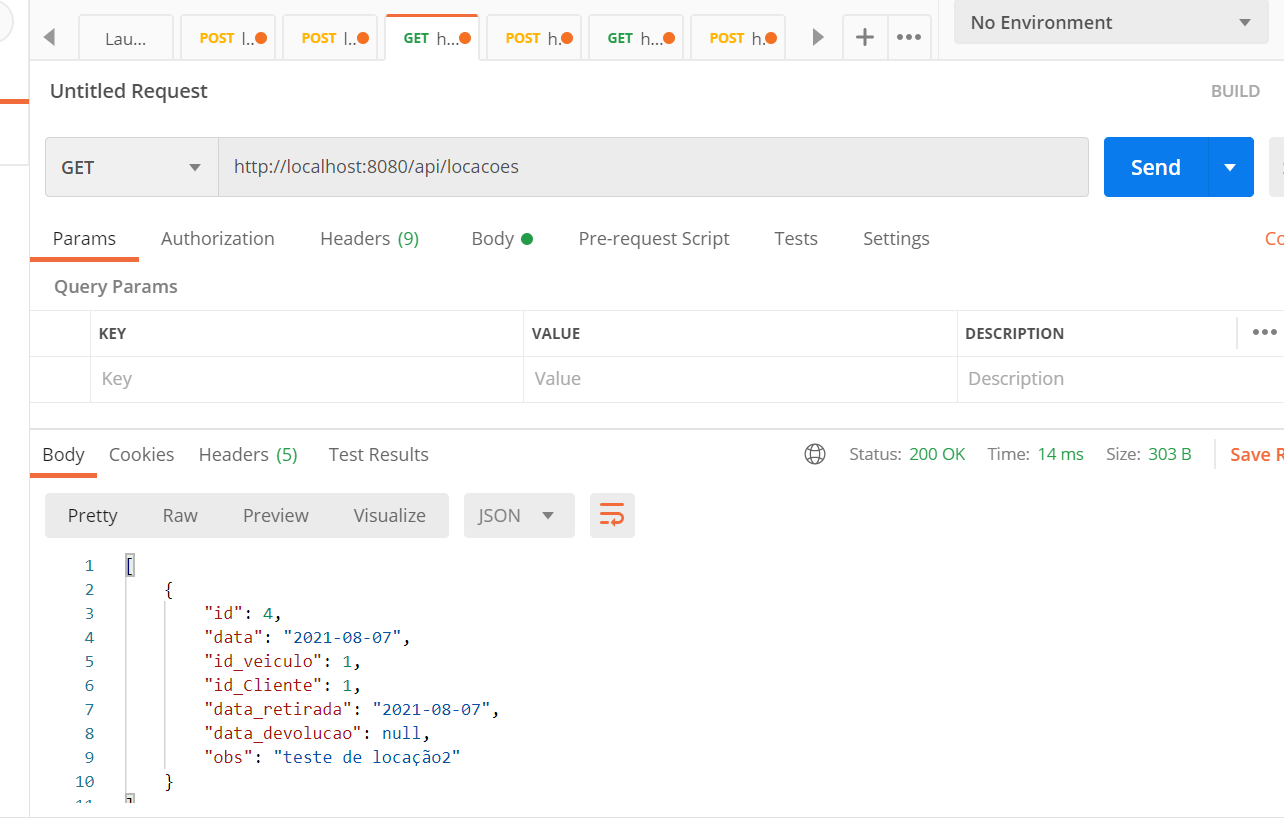 Lau... POST l.. POST l.. GET h... POST h. GET h... POST h. No Environment
Untitled Request BUILD
GET http://localhost:8080/api/locacoes Send
Params Authorization Headers (9) Body Pre-request Script Tests Settings Co
Query Params
KEY VALUE DESCRIPTION
Key Value Description
Body Cookies Headers (5) Test Results Status: 200 OK Time: 14 ms Size: 303 B Save R
Pretty Raw Preview Visualize JSON
1 [
2 {
3 "id": 4,
4 "data": "2021-08-07",
5 "id_veiculo": 1,
6 "id_Cliente": 1,
7 "data_retirada": "2021-08-07",
8 "data_devolucao": null,
9 "obs": "teste de locação2"
10 }
11 ]